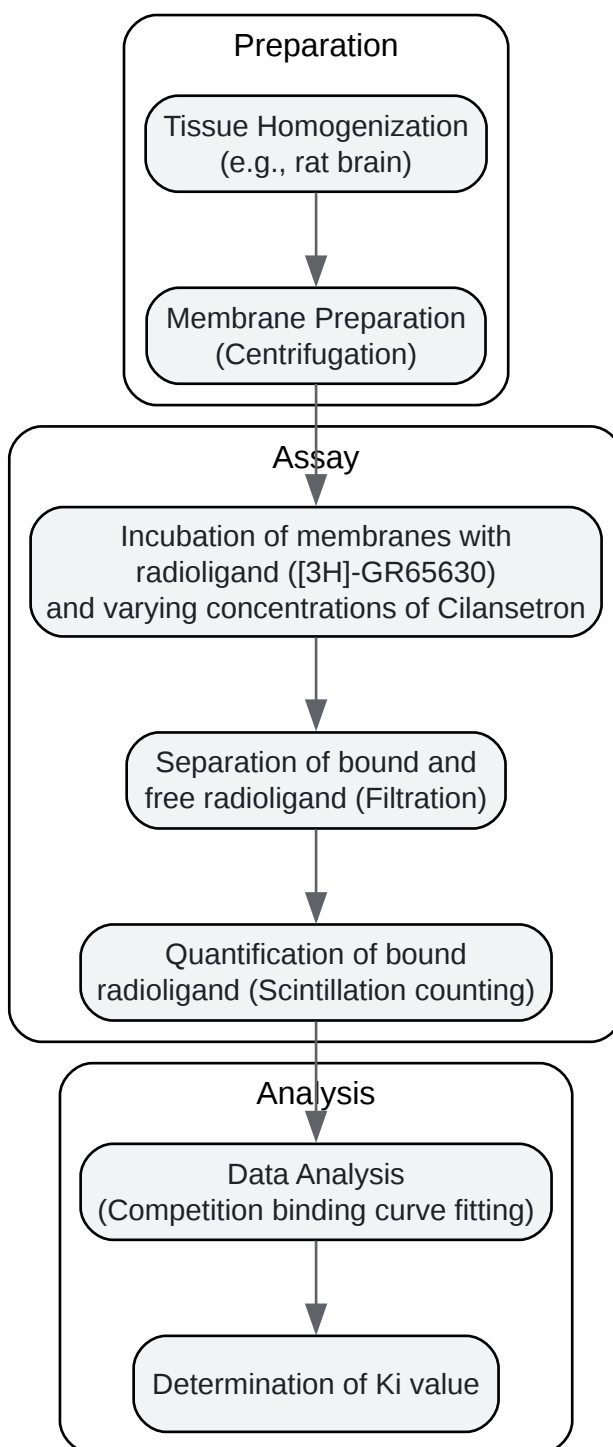 Preparation
Tissue Homogenization
(e.g., rat brain)
Membrane Preparation
(Centrifugation)
Assay
Incubation of membranes with
radioligand ([3H]-GR65630)
and varying concentrations of Cilansetron
Separation of bound and
free radioligand (Filtration)
Quantification of bound
radioligand (Scintillation counting)
Analysis
Data Analysis
(Competition binding curve fitting)
Determination of Ki value